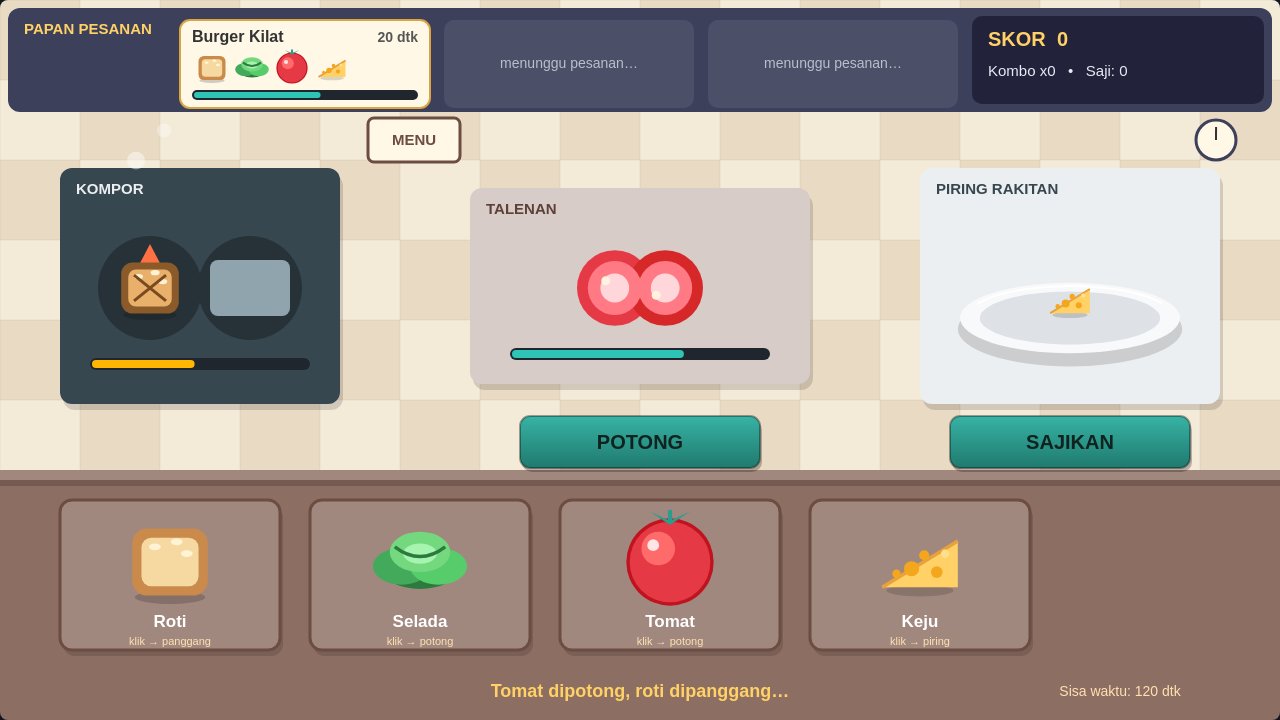 PAPAN PESANAN
Burger Kilat
20 dtk
menunggu pesanan…
menunggu pesanan…
SKOR 0
Kombo x0 • Saji: 0
MENU
KOMPOR
TALENAN
PIRING RAKITAN
POTONG
SAJIKAN
Roti
klik → panggang
Selada
klik → potong
Tomat
klik → potong
Keju
klik → piring
Tomat dipotong, roti dipanggang…
Sisa waktu: 120 dtk